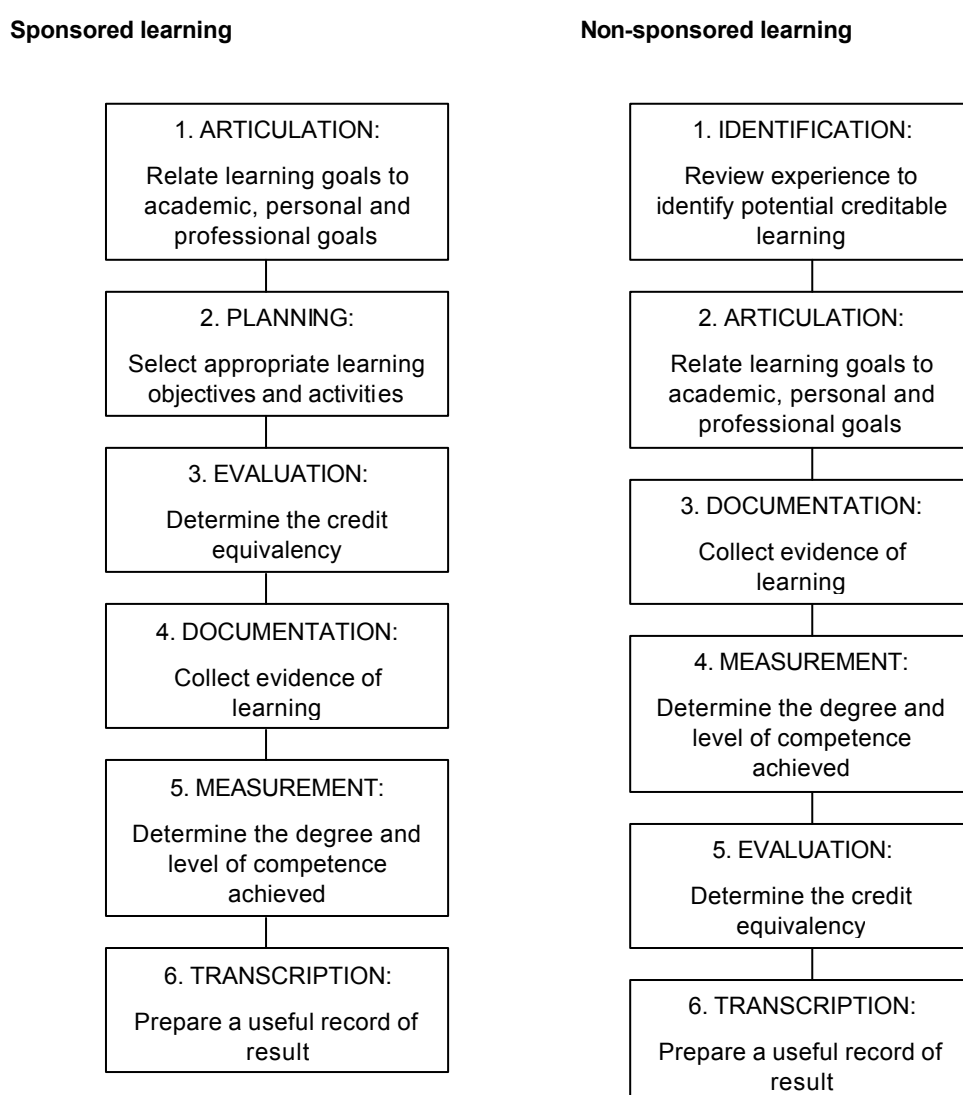 Sponsored learning
1. ARTICULATION:
Relate learning goals to
academic, personal and
professional goals
2. PLANNING:
Select appropriate learning
objectives and activities
3. EVALUATION:
Determine the credit
equivalency
4. DOCUMENTATION:
Collect evidence of
learning
5. MEASUREMENT:
Determine the degree and
level of competence
achieved
6. TRANSCRIPTION:
Prepare a useful record of
result
Non-sponsored learning
1. IDENTIFICATION:
Review experience to
identify potential creditable
learning
2. ARTICULATION:
Relate learning goals to
academic, personal and
professional goals
3. DOCUMENTATION:
Collect evidence of
learning
4. MEASUREMENT:
Determine the degree and
level of competence
achieved
5. EVALUATION:
Determine the credit
equivalency
6. TRANSCRIPTION:
Prepare a useful record of
result